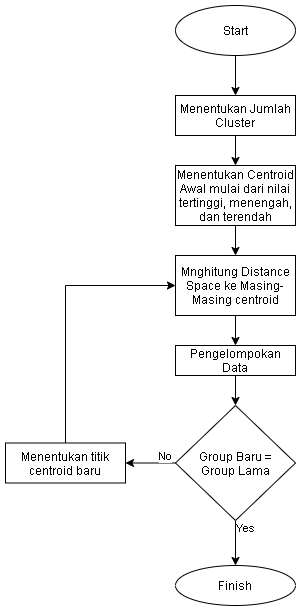 Start
Menentukan Jumlah
Cluster
Menentukan Centroid
Awal mulai dari nilai
tertinggi, menengah,
dan terendah
Mnghitung Distance
Space ke Masing-
Masing centroid
Pengelompokan
Data
Group Baru =
Group Lama
No
Menentukan titik
centroid baru
Yes
Finish